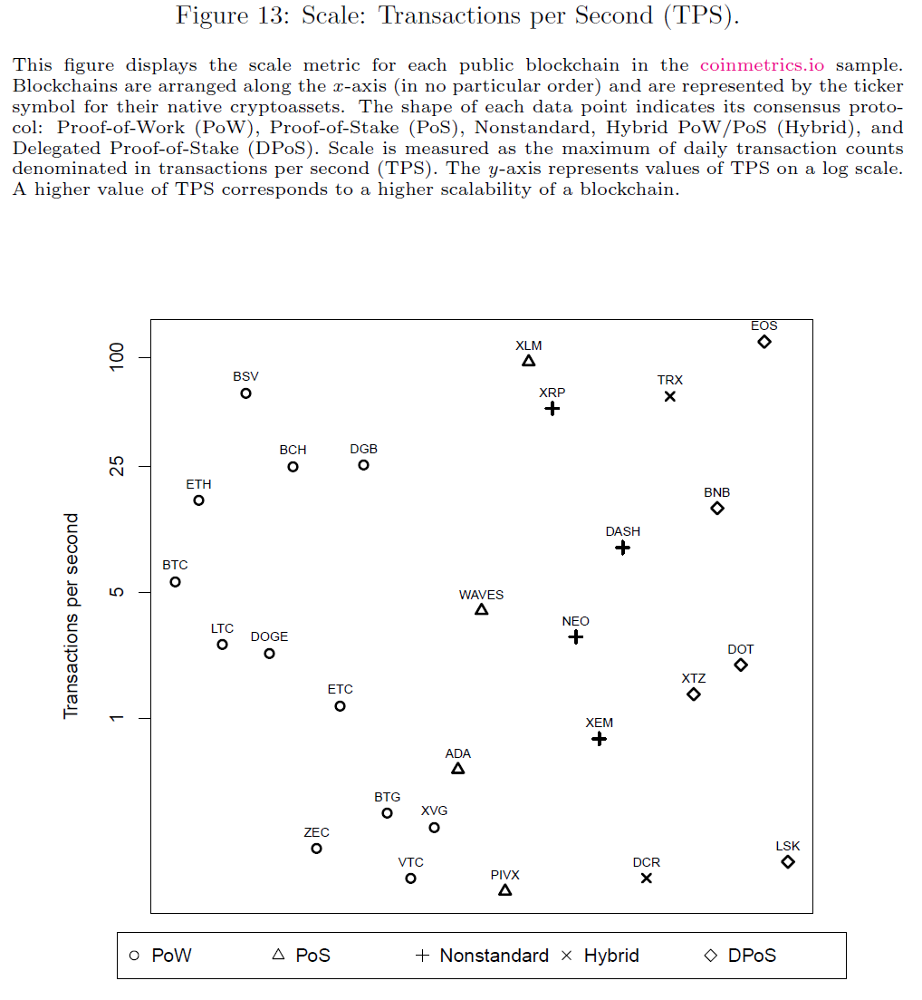 Figure 13: Scale: Transactions per Second (TPS).
This figure displays the scale metric for each public blockchain in the coinmetrics.io sample.
Blockchains are arranged along the x-axis (in no particular order) and are represented by the ticker
symbol for their native cryptoassets. The shape of each data point indicates its consensus proto-
col: Proof-of-Work (PoW), Proof-of-Stake (PoS), Nonstandard, Hybrid PoW/PoS (Hybrid), and
Delegated Proof-of-Stake (DPoS). Scale is measured as the maximum of daily transaction counts
denominated in transactions per second (TPS). The y-axis represents values of TPS on a log scale.
A higher value of TPS corresponds to a higher scalability of a blockchain.
EOS
XLM
100
BSV
TRX
XRP
BCH
DGB
25
ETH
BNB
DASH
BTC
5
WAVES
NEO
LTC
DOGE
DOT
XTZ
ETC
1
XEM
ADA
BTG
XVG
ZEC
LSK
VTC
DCR
PIVX
Transactions per second
PoW PoS Nonstandard Hybrid DPoS